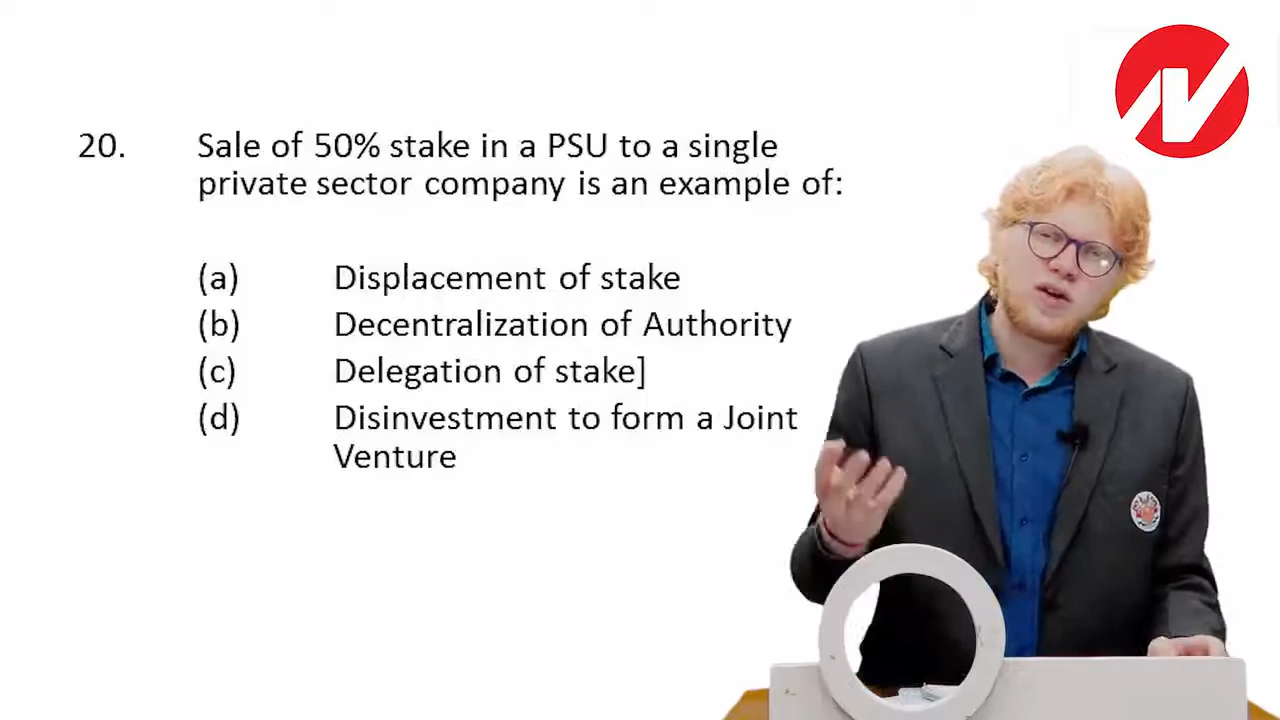 20. Sale of 50% stake in a PSU to a single
private sector company is an example of:
(a) Displacement of stake
(b) Decentralization of Authority
(c) Delegation of stake]
(d) Disinvestment to form a Joint
Venture